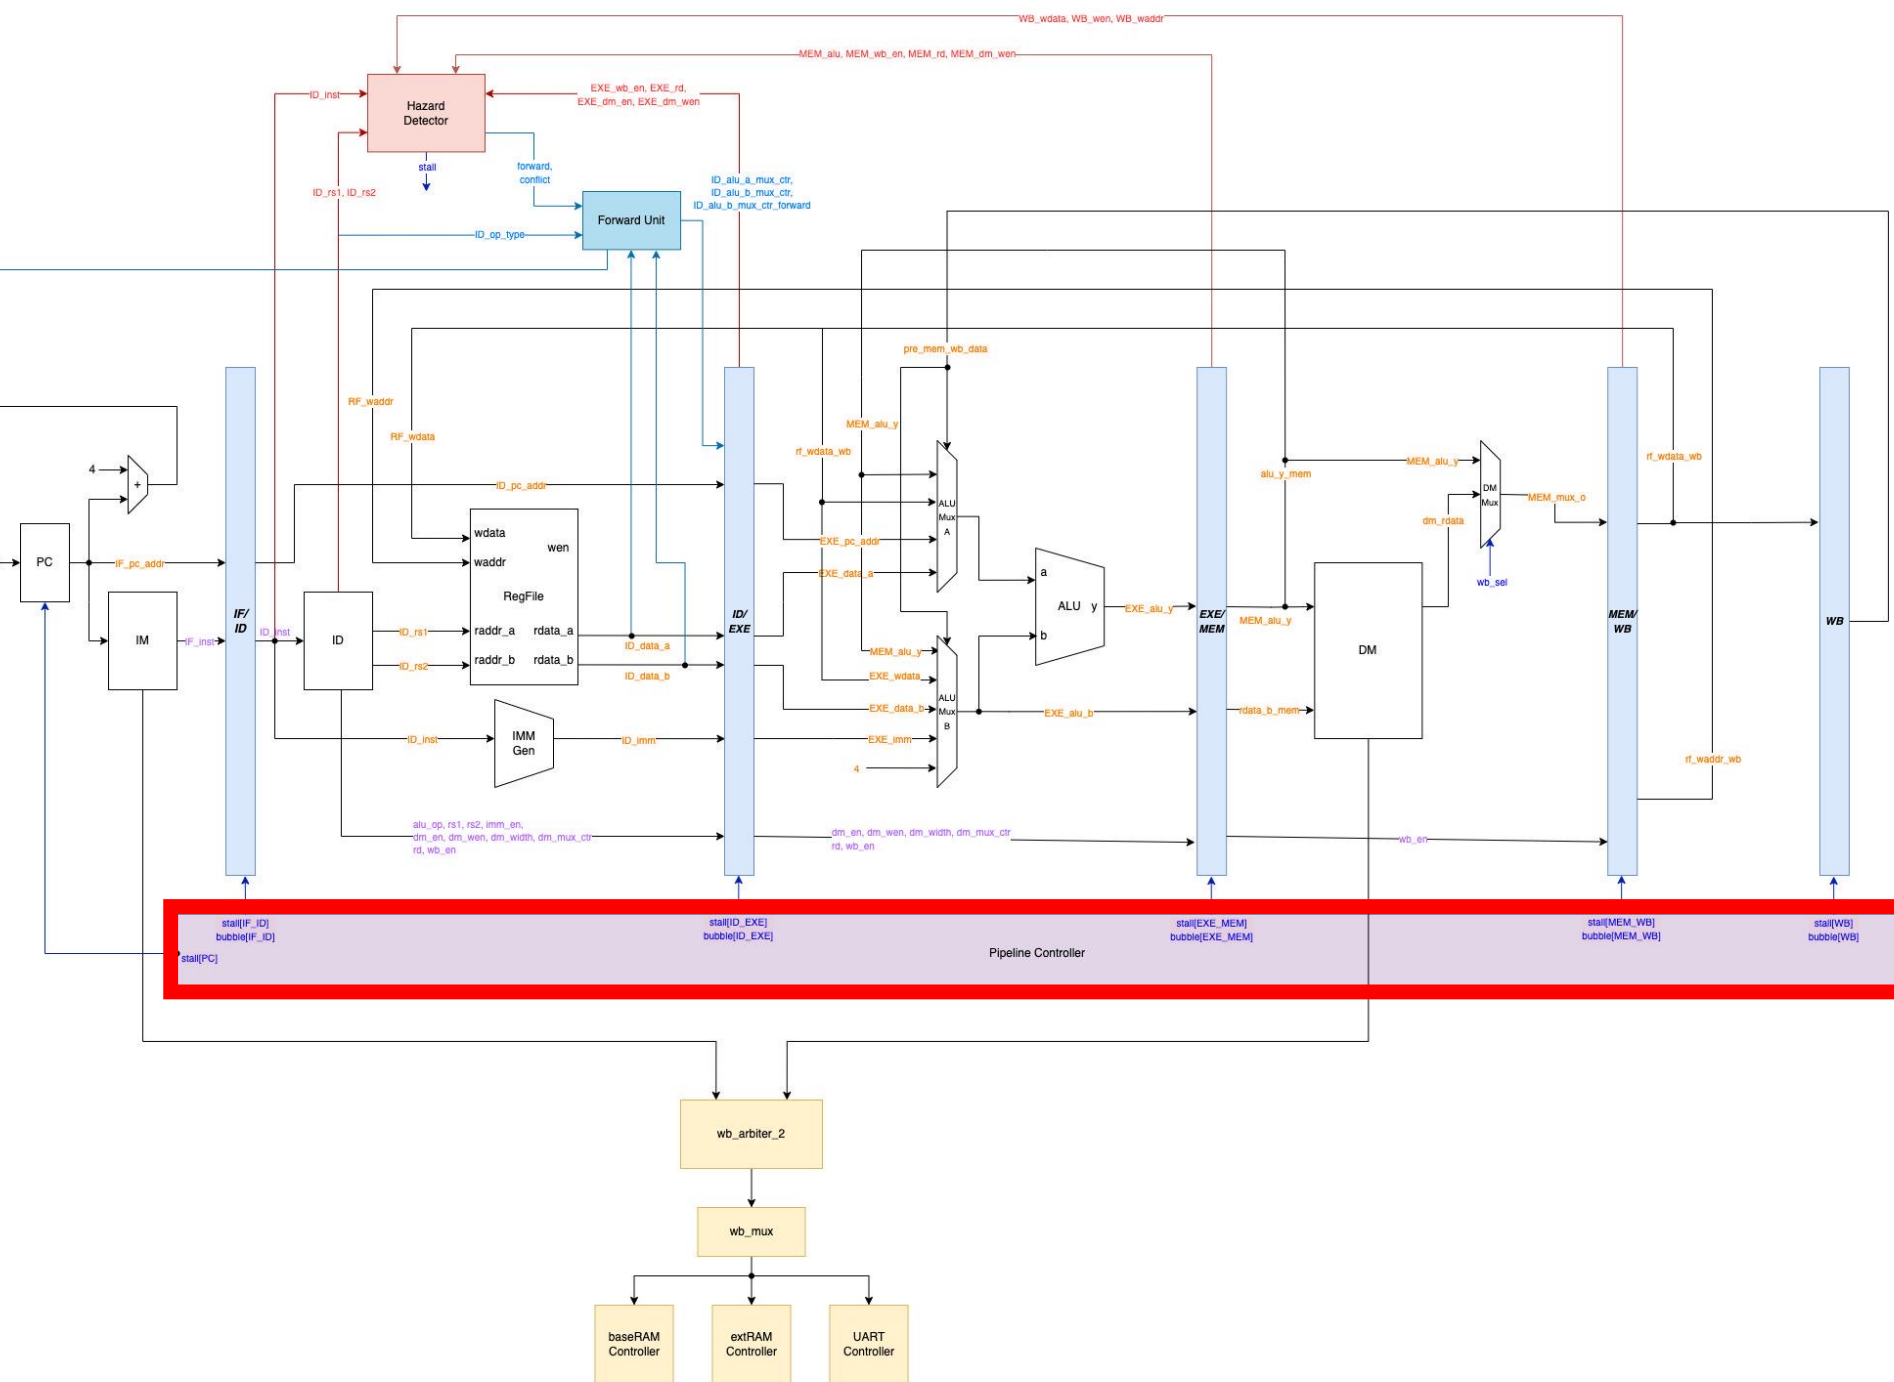 WB_wdata, WB_wen, WB_waddr
MEM_alu, MEM_wb_en, MEM_rd, MEM_dm_wen
ID_inst
Hazard
Detector
EXE_wb_en, EXE_rd,
EXE_dm_en, EXE_dm_wen
stall
forward,
conflict
ID_rs1, ID_rs2
ID_alu_a_mux_ctr,
ID_alu_b_mux_ctr,
ID_alu_b_mux_ctr_forward
Forward Unit
ID_op_type
pre_mem_wb_data
RF_waddr
RF_wdata
MEM_alu_y
rf_wdata_wb
rf_wdata_wb
4
+
MEM_alu_y
alu_y_mem
DM
Mux
MEM_mux_o
dm_rdata
wb_sel
ID_pc_addr
ALU
Mux
A
EXE_pc_addr
EXE_data_a
wdata
wen
waddr
RegFile
raddr_a
rdata_a
raddr_b
rdata_b
PC
IF_pc_addr
IM
IF_inst
IF/
ID
ID_inst
ID
ID_rs1
ID_rs2
ID_data_a
ID_data_b
ID/
EXE
a
ALU
y
b
EXE_alu_y
EXE/
MEM
MEM_alu_y
DM
MEM/
WB
WB
MEM_alu_y
EXE_wdata
EXE_data_b
ALU
Mux
B
EXE_imm
4
EXE_alu_b
rdata_b_mem
ID_inst
IMM
Gen
ID_imm
rf_waddr_wb
alu_op, rs1, rs2, imm_en,
dm_en, dm_wen, dm_width, dm_mux_ctr
rd, wb_en
dm_en, dm_wen, dm_width, dm_mux_ctr
rd, wb_en
wb_en
stall[IF_ID]
bubble[IF_ID]
stall[ID_EXE]
bubble[ID_EXE]
stall[EXE_MEM]
bubble[EXE_MEM]
stall[MEM_WB]
bubble[MEM_WB]
stall[WB]
bubble[WB]
stall[PC]
Pipeline Controller
wb_arbiter_2
wb_mux
baseRAM
Controller
extRAM
Controller
UART
Controller